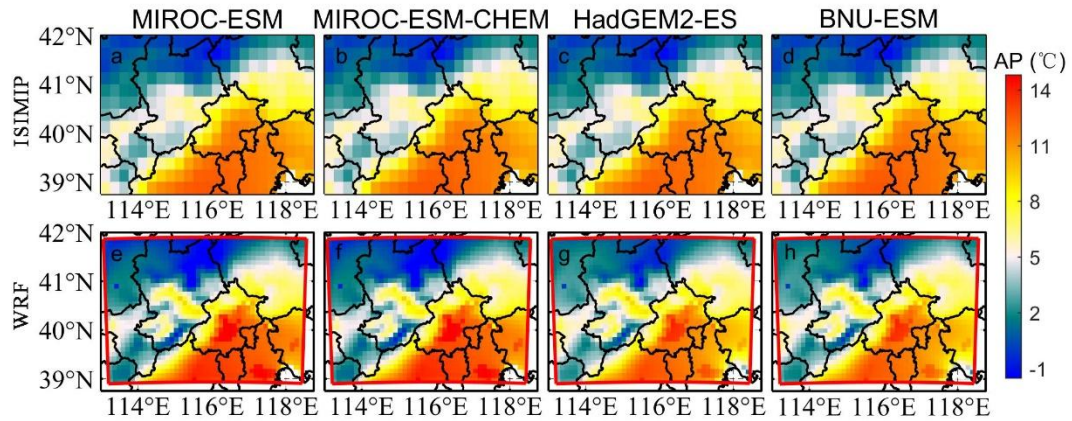 MIROC-ESM MIROC-ESM-CHEM HadGEM2-ES BNU-ESM
ISIMIP
42°N
41°N
40°N
39°N
a b c d
114°E 116°E 118°E 114°E 116°E 118°E 114°E 116°E 118°E 114°E 116°E 118°E
WRF
42°N
41°N
40°N
39°N
e f g h
114°E 116°E 118°E 114°E 116°E 118°E 114°E 116°E 118°E 114°E 116°E 118°E
AP (℃)
14
11
8
5
2
-1